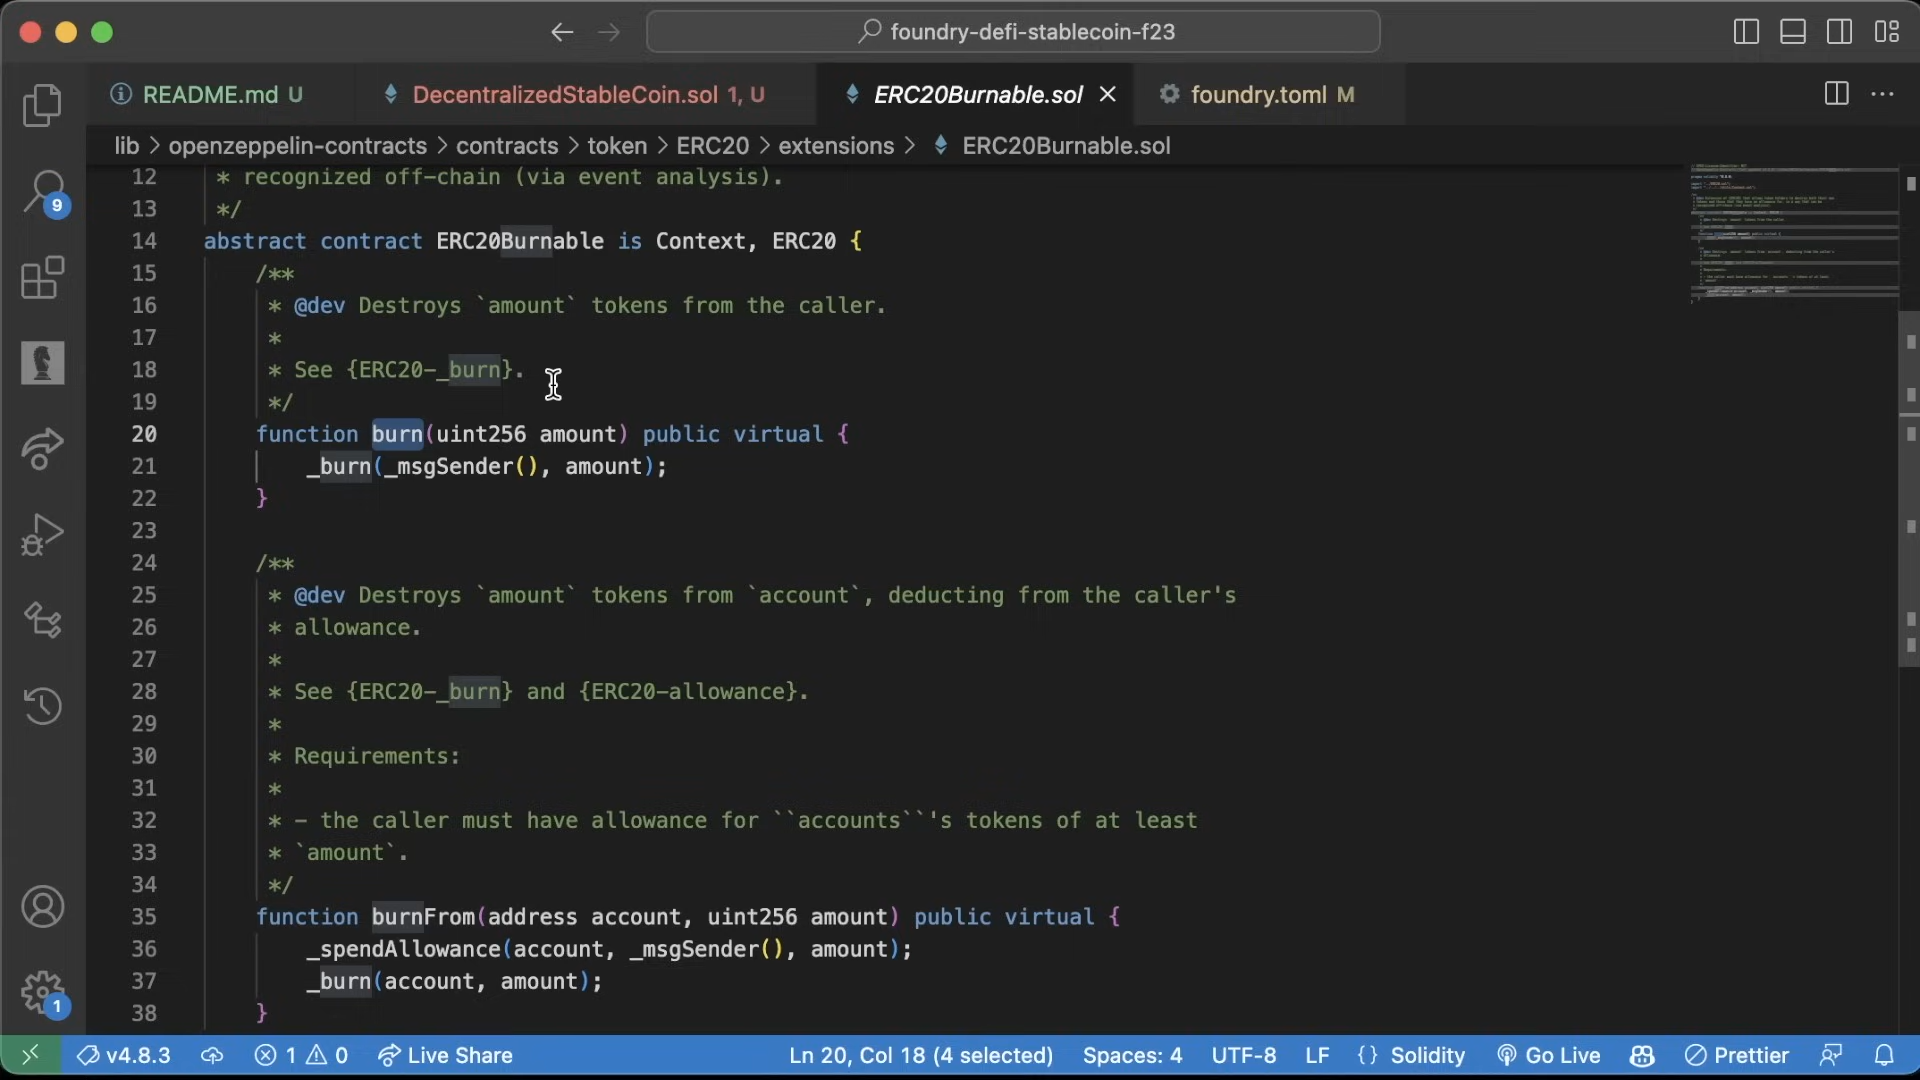 foundry-defi-stablecoin-f23
README.md U
DecentralizedStableCoin.sol 1, U
ERC20Burnable.sol
foundry.toml M
lib > openzeppelin-contracts > contracts > token > ERC20 > extensions > ERC20Burnable.sol
12 * recognized off-chain (via event analysis).
13 */
14 abstract contract ERC20Burnable is Context, ERC20 {
15 /**
16 * @dev Destroys `amount` tokens from the caller.
17 *
18 * See {ERC20-_burn}.
19 */
20 function burn(uint256 amount) public virtual {
21 _burn(_msgSender(), amount);
22 }
23
24 /**
25 * @dev Destroys `amount` tokens from `account`, deducting from the caller's
26 * allowance.
27 *
28 * See {ERC20-_burn} and {ERC20-allowance}.
29 *
30 * Requirements:
31 *
32 * - the caller must have allowance for ``accounts``'s tokens of at least
33 * `amount`.
34 */
35 function burnFrom(address account, uint256 amount) public virtual {
36 _spendAllowance(account, _msgSender(), amount);
37 _burn(account, amount);
38 }
9
1
v4.8.3
1 0
Live Share
Ln 20, Col 18 (4 selected)
Spaces: 4
UTF-8
LF
{} Solidity
Go Live
Prettier